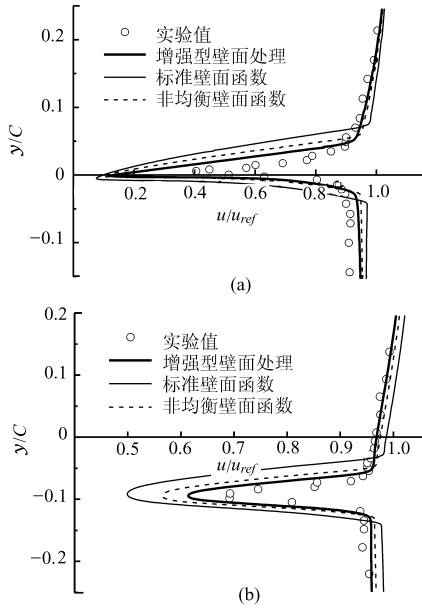 0.2
实验值
增强型壁面处理
标准壁面函数
非均衡壁面函数
0.1
y/C
0
0.2 0.4 0.6 0.8 1.0
u/u_ref
−0.1
(a)
0.2
实验值
增强型壁面处理
标准壁面函数
非均衡壁面函数
0.1
y/C
0
0.5 0.6 0.7 0.8 0.9 1.0
u/u_ref
−0.1
−0.2
(b)